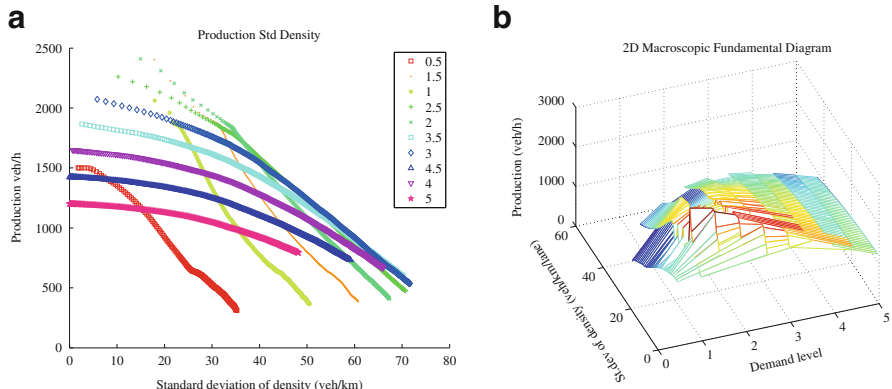 a
Production Std Density
Production veh/h
2500
2000
1500
1000
500
0
0 10 20 30 40 50 60 70 80
Standard deviation of density (veh/km)
0.5
1.5
1
2.5
2
3.5
3
4.5
4
5
b
2D Macroscopic Fundamental Diagram
Production (veh/h)
3000
2000
1000
0
60
40
20
0
St.dev of density (veh/km/lane)
0 1 2 3 4 5
Demand level